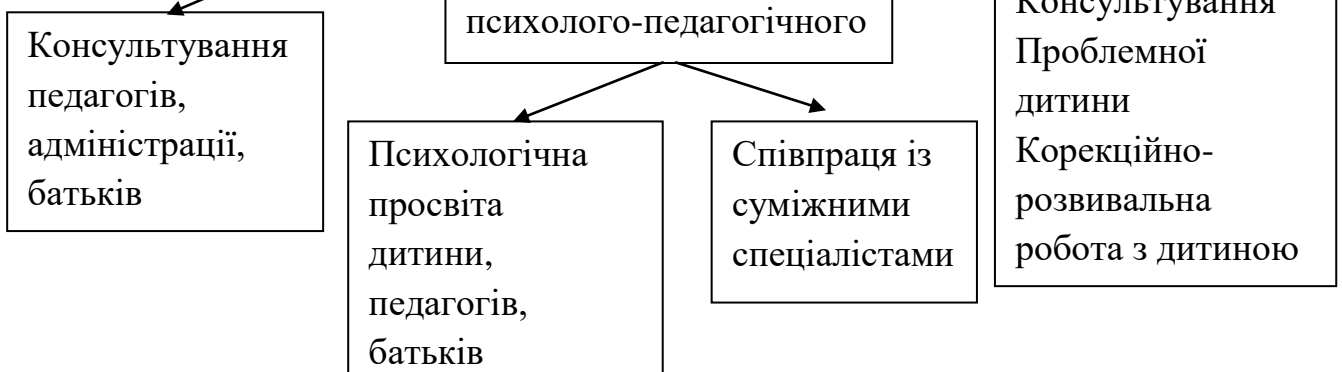 психолого-педагогічного
Консультування
педагогів,
адміністрації,
батьків
Психологічна
просвіта
дитини,
педагогів,
батьків
Співпраця із
суміжними
спеціалістами
Консультування
Проблемної
дитини
Корекційно-
розвивальна
робота з дитиною